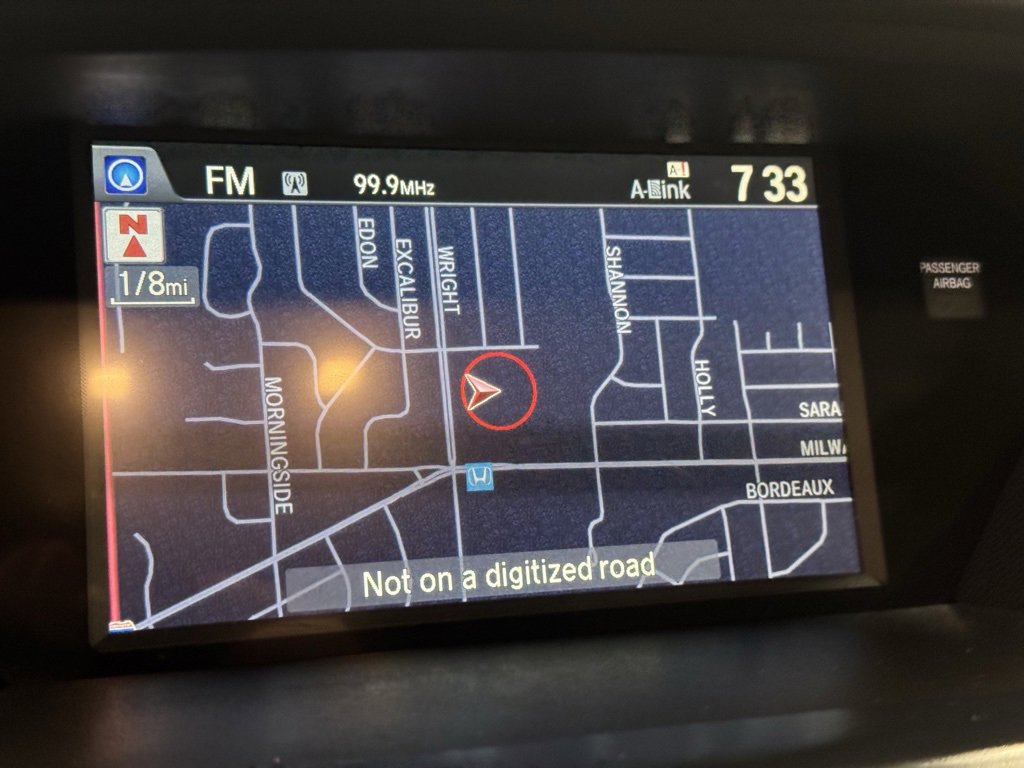 FM 99.9MHz A! A-Link 7 33
N
1/8mi
EDON
EXCALIBUR
WRIGHT
SHANNON
MORNINGSIDE
HOLLY
SARA
MILWA
BORDEAUX
Not on a digitized road
PASSENGER
AIRBAG